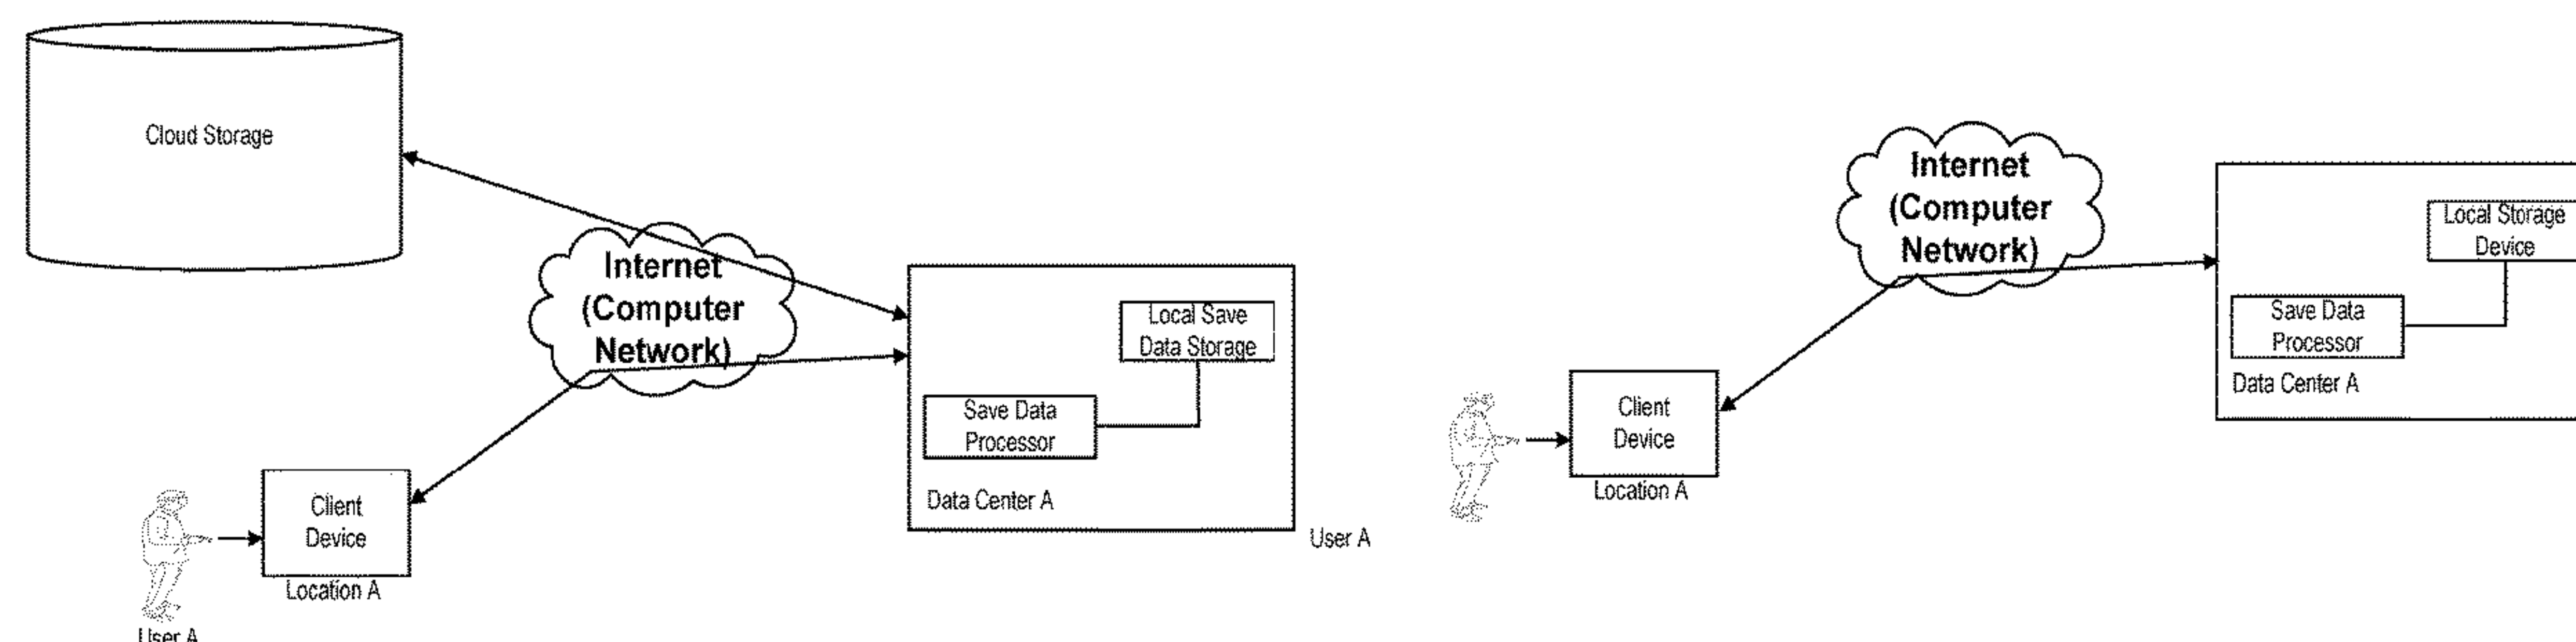 Cloud Storage
Internet
(Computer
Network)
Local Save
Data Storage
Save Data
Processor
Data Center A
Client
Device
Location A
User A
User A
Internet
(Computer
Network)
Local Storage
Device
Save Data
Processor
Data Center A
Client
Device
Location A